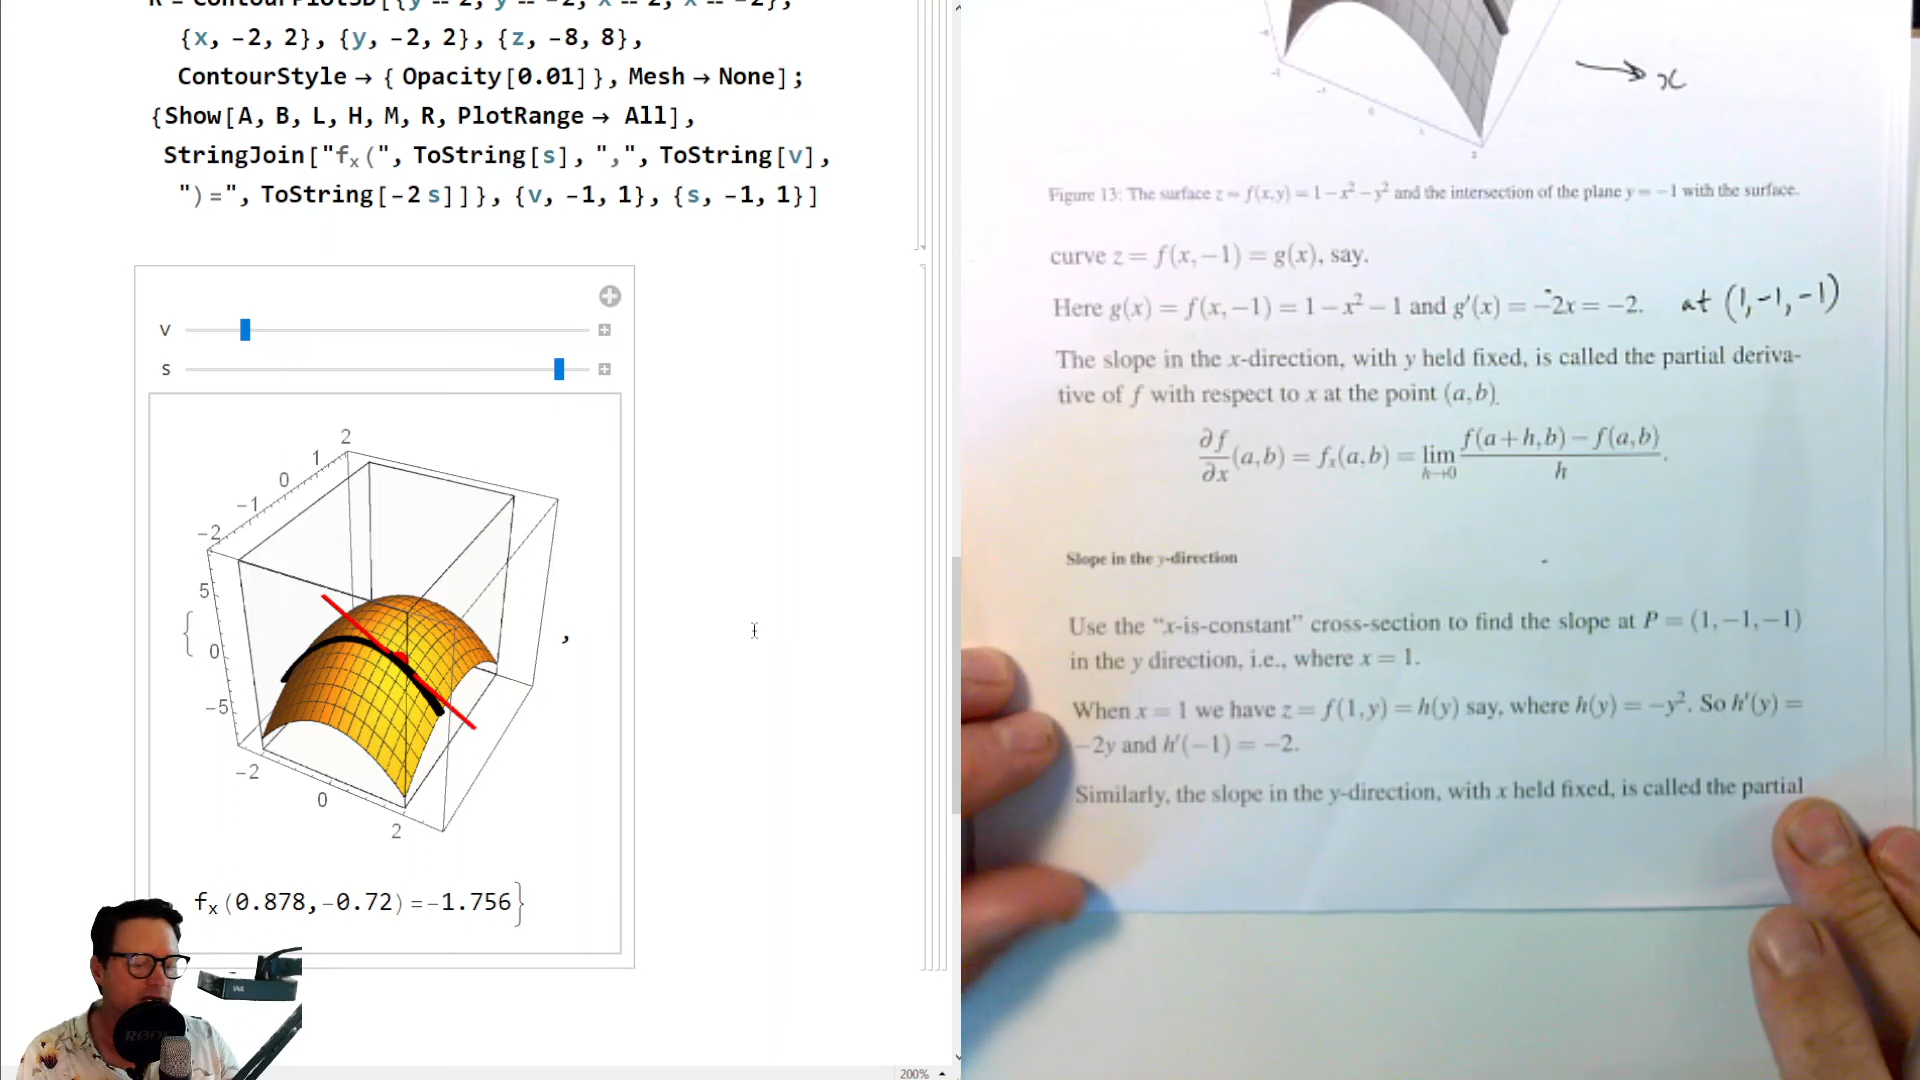 {x, -2, 2}, {y, -2, 2}, {z, -8, 8},
ContourStyle → { Opacity[0.01] }, Mesh → None];
{Show[A, B, L, H, M, R, PlotRange → All],
StringJoin["fₓ(", ToString[s], ",", ToString[v],
")=", ToString[-2 s]]}, {v, -1, 1}, {s, -1, 1}]
v
s
2
1
0
-1
-2
5
0
-5
-2
0
2
{
,
fₓ(0.878,-0.72)=-1.756}
RØDE
200%
→ x
Figure 13: The surface z = f(x,y) = 1 − x² − y² and the intersection of the plane y = −1 with the surface.
curve z = f(x,−1) = g(x), say.
Here g(x) = f(x,−1) = 1 − x² − 1 and g′(x) = −2x = −2. at (1,-1,-1)
The slope in the x-direction, with y held fixed, is called the partial deriva-
tive of f with respect to x at the point (a,b).
∂f/∂x (a,b) = fₓ(a,b) = lim h→0 f(a+h,b) − f(a,b) / h .
Slope in the y-direction
Use the “x-is-constant” cross-section to find the slope at P = (1,−1,−1)
in the y direction, i.e., where x = 1.
When x = 1 we have z = f(1,y) = h(y) say, where h(y) = −y². So h′(y) =
−2y and h′(−1) = −2.
Similarly, the slope in the y-direction, with x held fixed, is called the partial